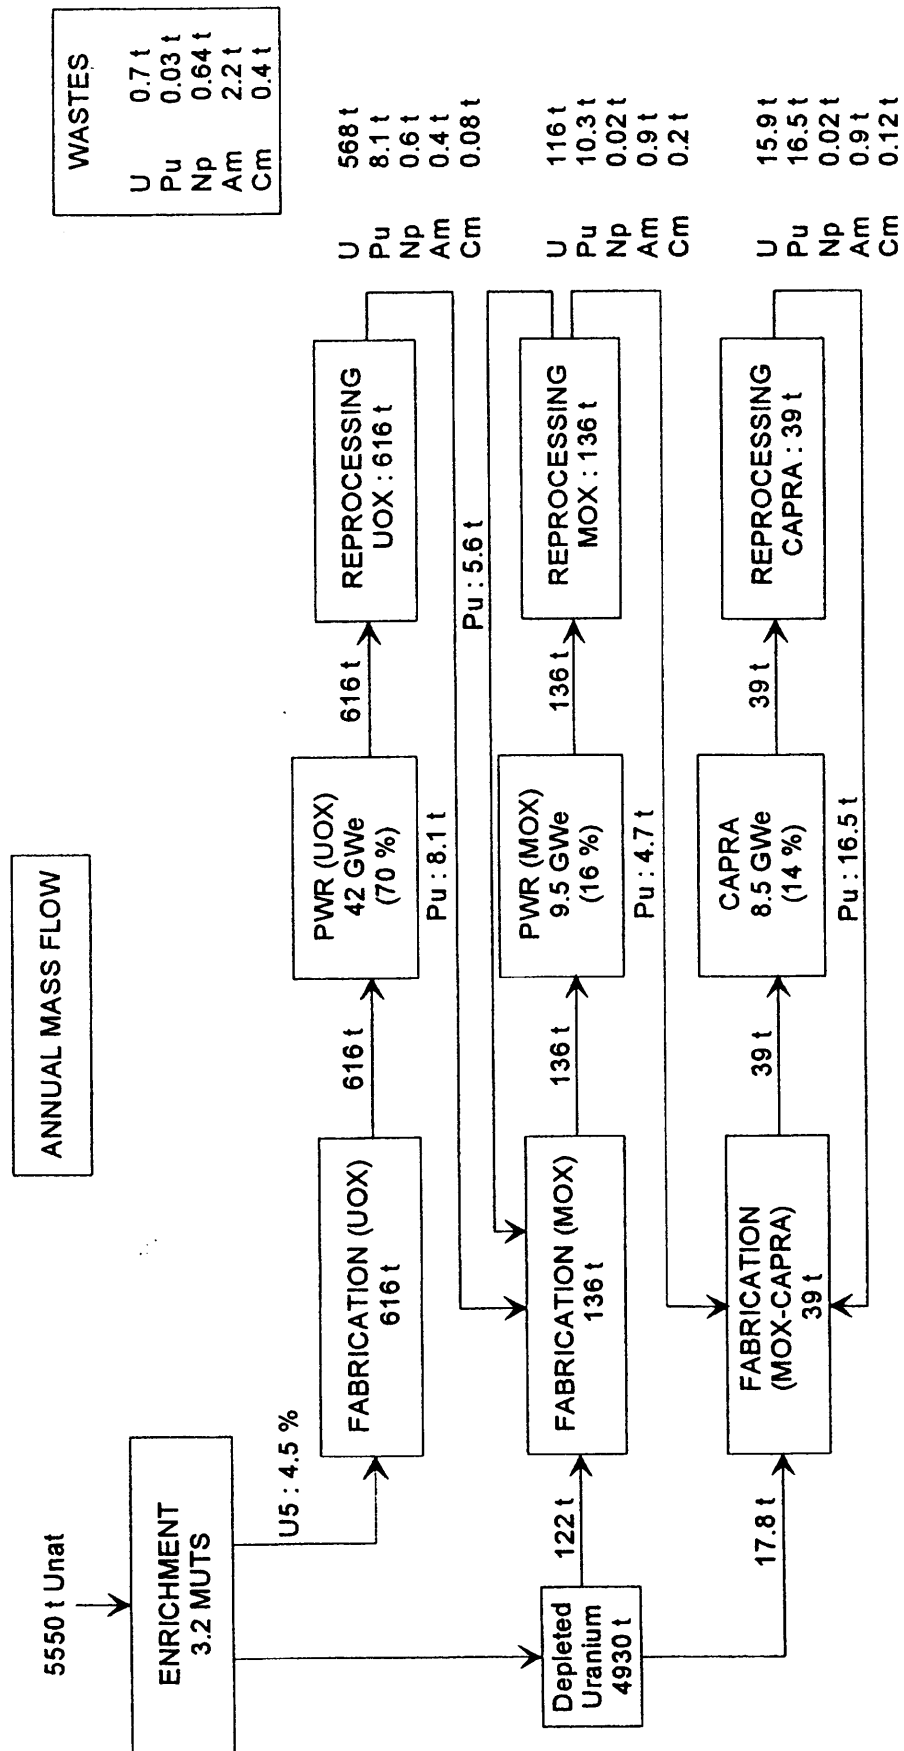 ANNUAL MASS FLOW
5550 t Unat
ENRICHMENT
3.2 MUTS
U5 : 4.5 %
Depleted
Uranium
4930 t
122 t
17.8 t
FABRICATION (UOX)
616 t
616 t
PWR (UOX)
42 GWe
(70 %)
616 t
REPROCESSING
UOX : 616 t
Pu : 8.1 t
Pu : 5.6 t
FABRICATION (MOX)
136 t
136 t
PWR (MOX)
9.5 GWe
(16 %)
136 t
REPROCESSING
MOX : 136 t
Pu : 4.7 t
FABRICATION
(MOX-CAPRA)
39 t
39 t
CAPRA
8.5 GWe
(14 %)
39 t
REPROCESSING
CAPRA : 39 t
Pu : 16.5 t
WASTES
U 0.7 t
Pu 0.03 t
Np 0.64 t
Am 2.2 t
Cm 0.4 t
U 568 t
Pu 8.1 t
Np 0.6 t
Am 0.4 t
Cm 0.08 t
U 116 t
Pu 10.3 t
Np 0.02 t
Am 0.9 t
Cm 0.2 t
U 15.9 t
Pu 16.5 t
Np 0.02 t
Am 0.9 t
Cm 0.12 t